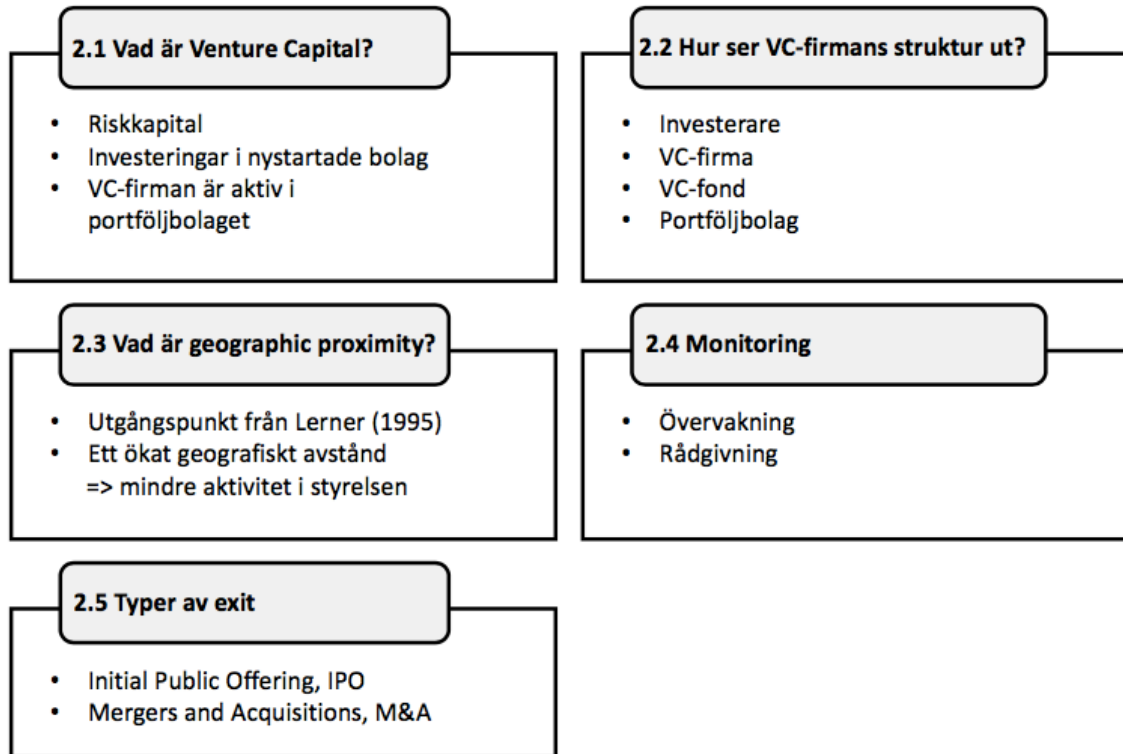 2.1 Vad är Venture Capital?
• Riskkapital
• Investeringar i nystartade bolag
• VC-firman är aktiv i
portföljbolaget
2.2 Hur ser VC-firmans struktur ut?
• Investerare
• VC-firma
• VC-fond
• Portföljbolag
2.3 Vad är geographic proximity?
• Utgångspunkt från Lerner (1995)
• Ett ökat geografiskt avstånd
=> mindre aktivitet i styrelsen
2.4 Monitoring
• Övervakning
• Rådgivning
2.5 Typer av exit
• Initial Public Offering, IPO
• Mergers and Acquisitions, M&A